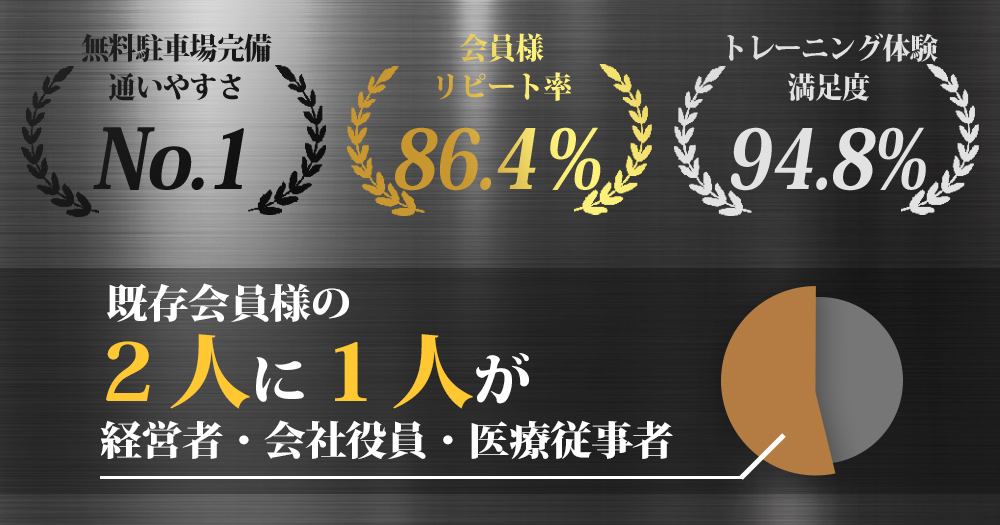 無料駐車場完備
通いやすさ
No.1
会員様
リピート率
86.4%
トレーニング体験
満足度
94.8%
既存会員様の
2人に1人が
経営者・会社役員・医療従事者